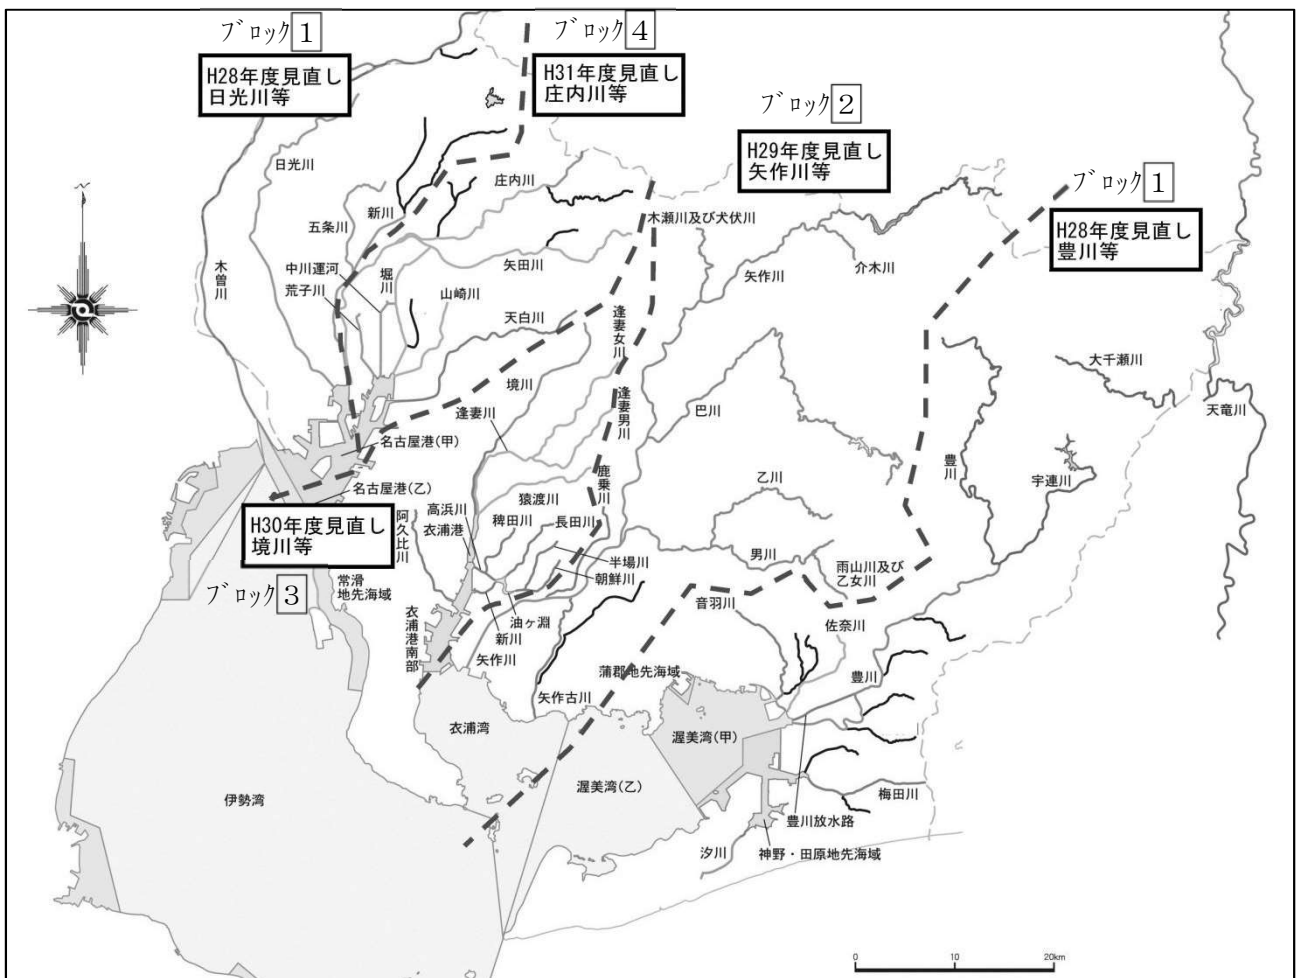 ブロック1
H28年度見直し
日光川等
ブロック4
H31年度見直し
庄内川等
ブロック2
H29年度見直し
矢作川等
ブロック1
H28年度見直し
豊川等
日光川
庄内川
新川
五条川
木瀬川及び犬伏川
中川運河
荒子川
堀川
矢田川
山崎川
木曽川
矢作川
介木川
天白川
逢妻女川
境川
大千瀬川
逢妻川
逢妻男川
巴川
天竜川
名古屋港(甲)
豊川
宇連川
名古屋港(乙)
鹿乗川
乙川
H30年度見直し
境川等
ブロック3
阿久比川
高浜川
衣浦港
猿渡川
稗田川
長田川
半場川
朝鮮川
男川
雨山川及び
乙女川
常滑
地先海域
音羽川
佐奈川
油ヶ淵
新川
衣浦港南部
矢作川
蒲郡地先海域
豊川
矢作古川
衣浦湾
渥美湾(甲)
伊勢湾
渥美湾(乙)
梅田川
豊川放水路
汐川
神野・田原地先海域
0
10
20km